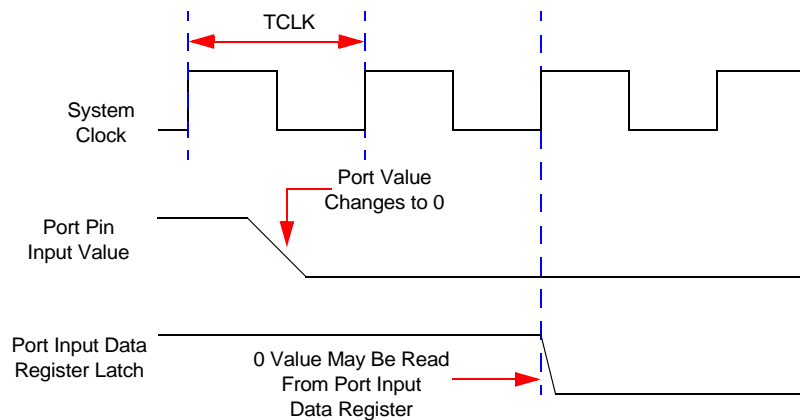 TCLK
System
Clock
Port Value
Changes to 0
Port Pin
Input Value
Port Input Data
Register Latch
0 Value May Be Read
From Port Input
Data Register